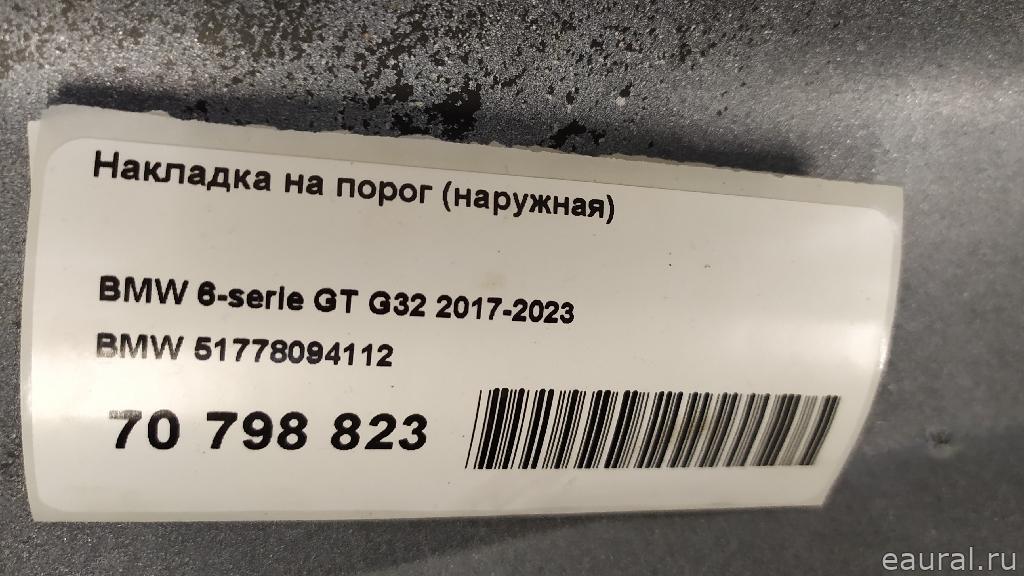 Накладка на порог (наружная)
BMW 6-serie GT G32 2017-2023
BMW 51778094112
70 798 823
eaural.ru